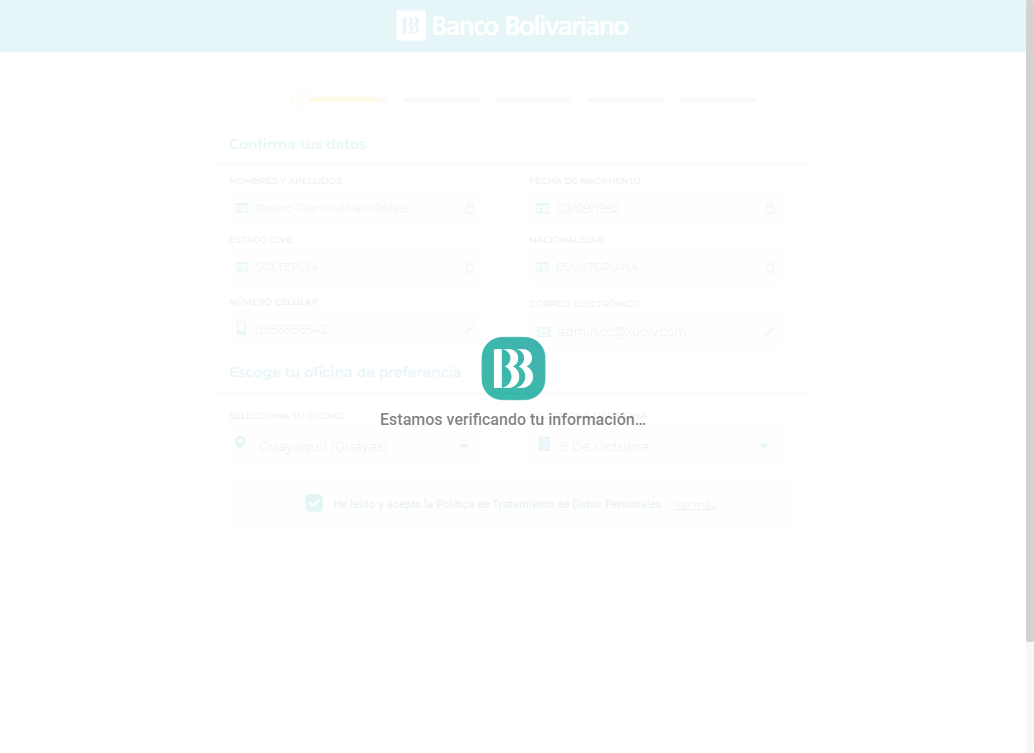 Banco Bolivariano
Confirma tus datos
NOMBRES Y APELLIDOS
FECHA DE NACIMIENTO
Rosero Franco Alvaro Rafael
03/09/1992
ESTADO CIVIL
NACIONALIDAD
SOLTERO/A
ECUATORIANA
NÚMERO CELULAR
CORREO ELECTRÓNICO
0956856542
admin.cc@xupiv.com
Escoge tu oficina de preferencia
Estamos verificando tu información...
SELECCIONA TU CIUDAD
Guayaquil (Guayas)
9 De Octubre
He leído y acepto la Política de Tratamiento de Datos Personales Ver más